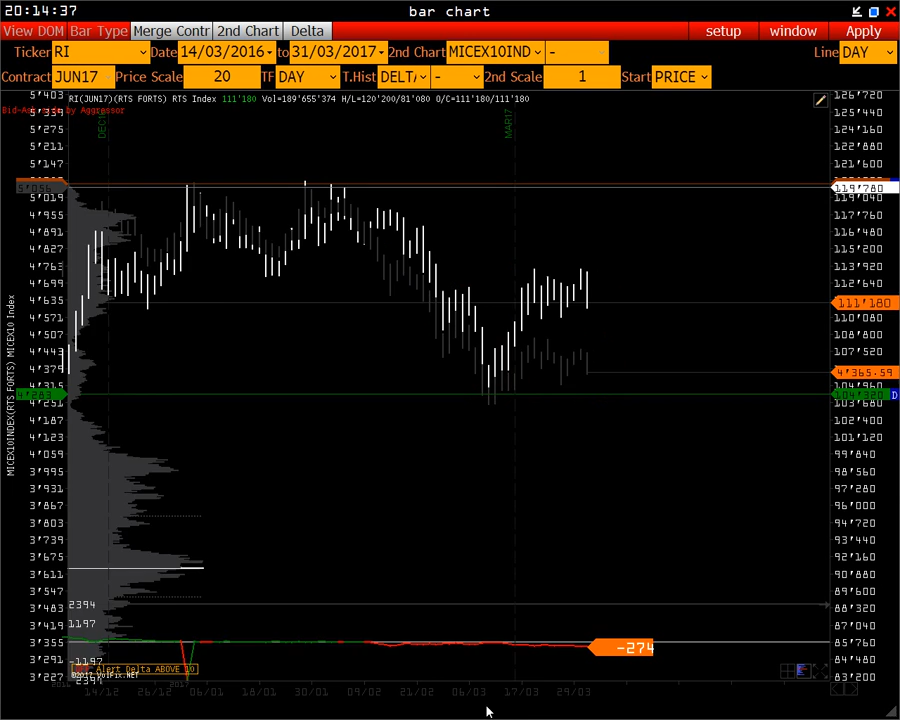 20:14:37 bar chart
View DOM Bar Type Merge Contr 2nd Chart Delta setup window Apply
Ticker RI Date 14/03/2016 to 31/03/2017 2nd Chart MICEX10IND - Line DAY
Contract JUN17 Price Scale 20 TF DAY T.Hist DELT - 2nd Scale 1 Start PRICE
RI(JUN17)(RTS FORTS) RTS Index 111'180 Vol=189'655'374 H/L=120'200/81'080 O/C=111'180/111'180
by Aggressor
MAR17
MICEX10INDEX(RTS FORTS) MICEX10 Index
5'403 126'720
5'339 125'440
5'275 124'160
5'211 122'880
5'147 121'600
5'056 119'780
5'019
4'955 117'760
4'891 116'480
4'827 115'200
4'763 113'920
4'699 112'640
4'635 111'180
4'571 110'080
4'507 108'800
4'443 107'520
4'379 4'365.59
4'315 104'960
4'283 104'320 D
4'251 103'680
4'187 102'400
4'123 101'120
4'059 99'840
3'995 98'560
3'931 97'280
3'867 96'000
3'803 94'720
3'739 93'440
3'675 92'160
3'611 90'880
3'547 89'600
3'483 2394 88'320
3'419 1197 87'040
3'355 -274 85'760
3'291 -1197 84'480
Alert Delta ABOVE 10
©2017 VolFix.NET
3'227 -2394 83'200
2016 14/12 26/12 2017 06/01 18/01 30/01 09/02 21/02 06/03 17/03 29/03